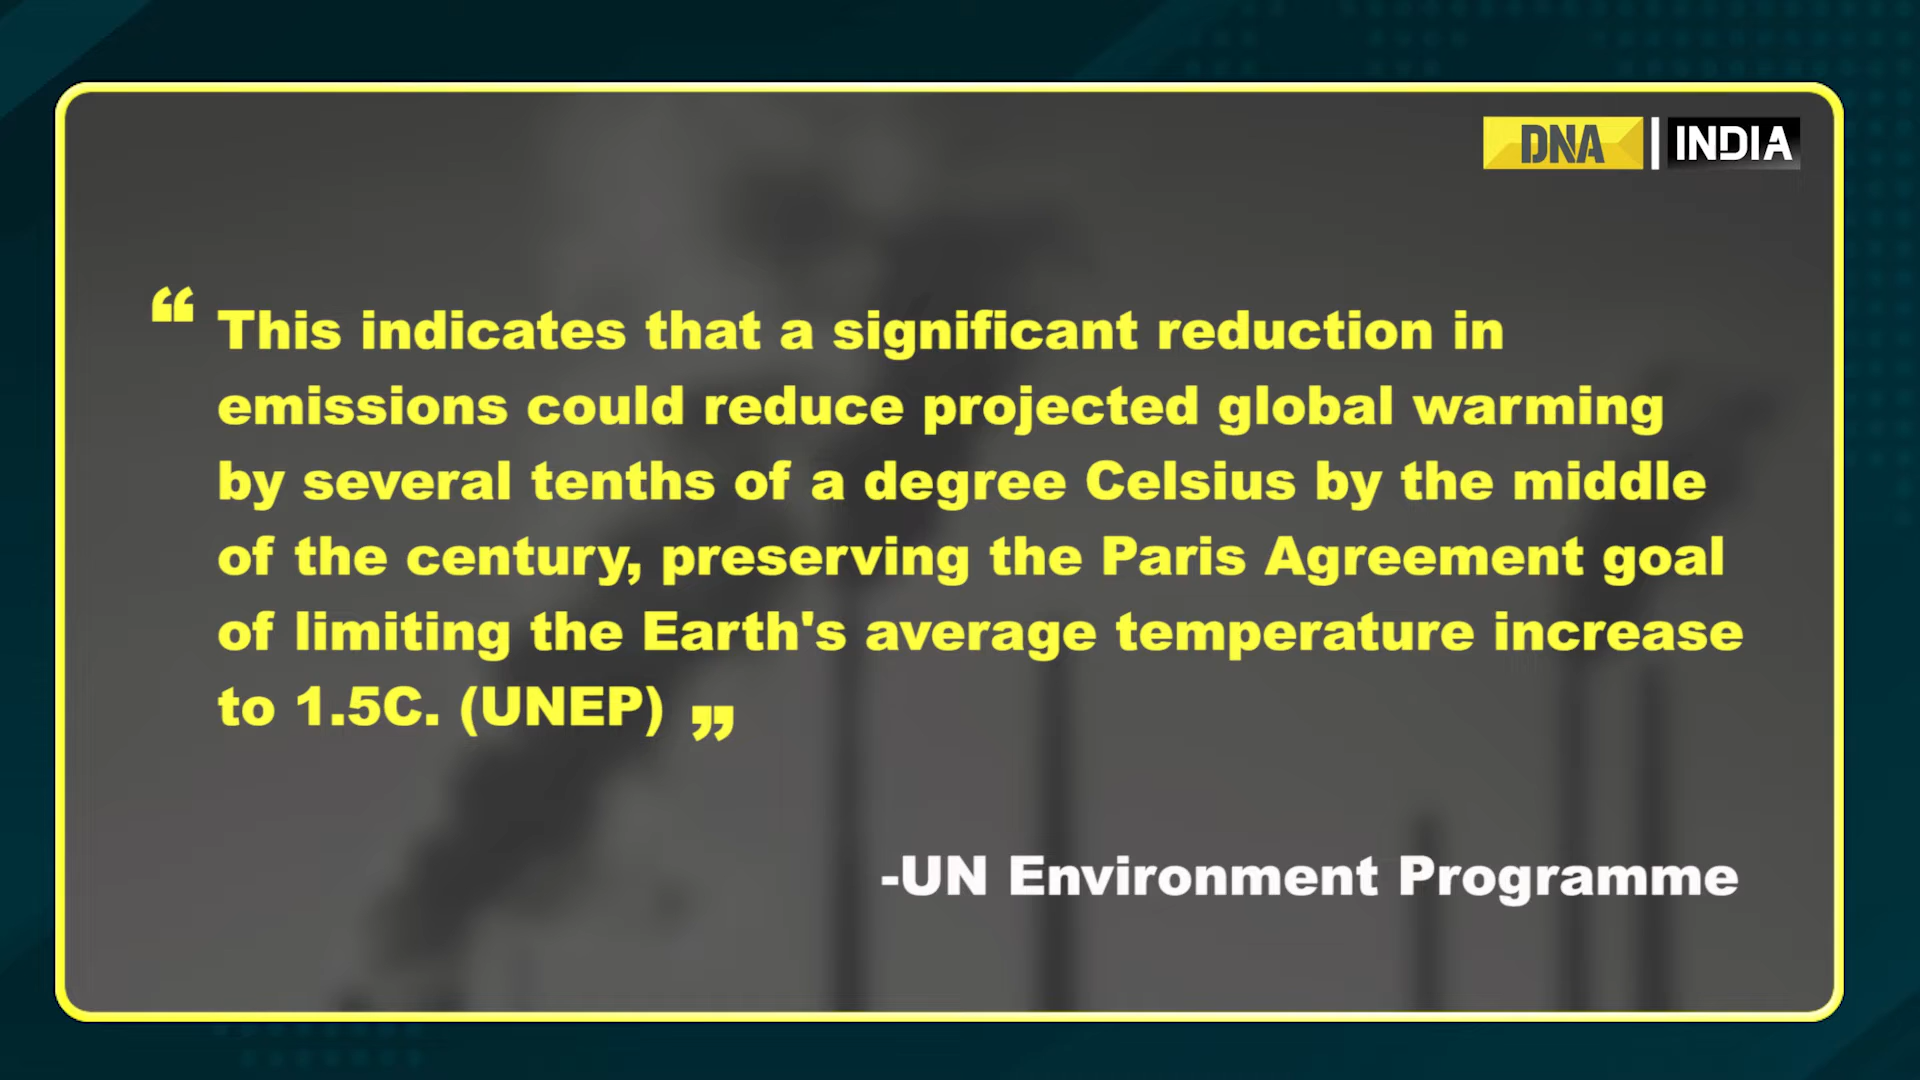 DNA | INDIA
“ This indicates that a significant reduction in
emissions could reduce projected global warming
by several tenths of a degree Celsius by the middle
of the century, preserving the Paris Agreement goal
of limiting the Earth's average temperature increase
to 1.5C. (UNEP) ”
-UN Environment Programme